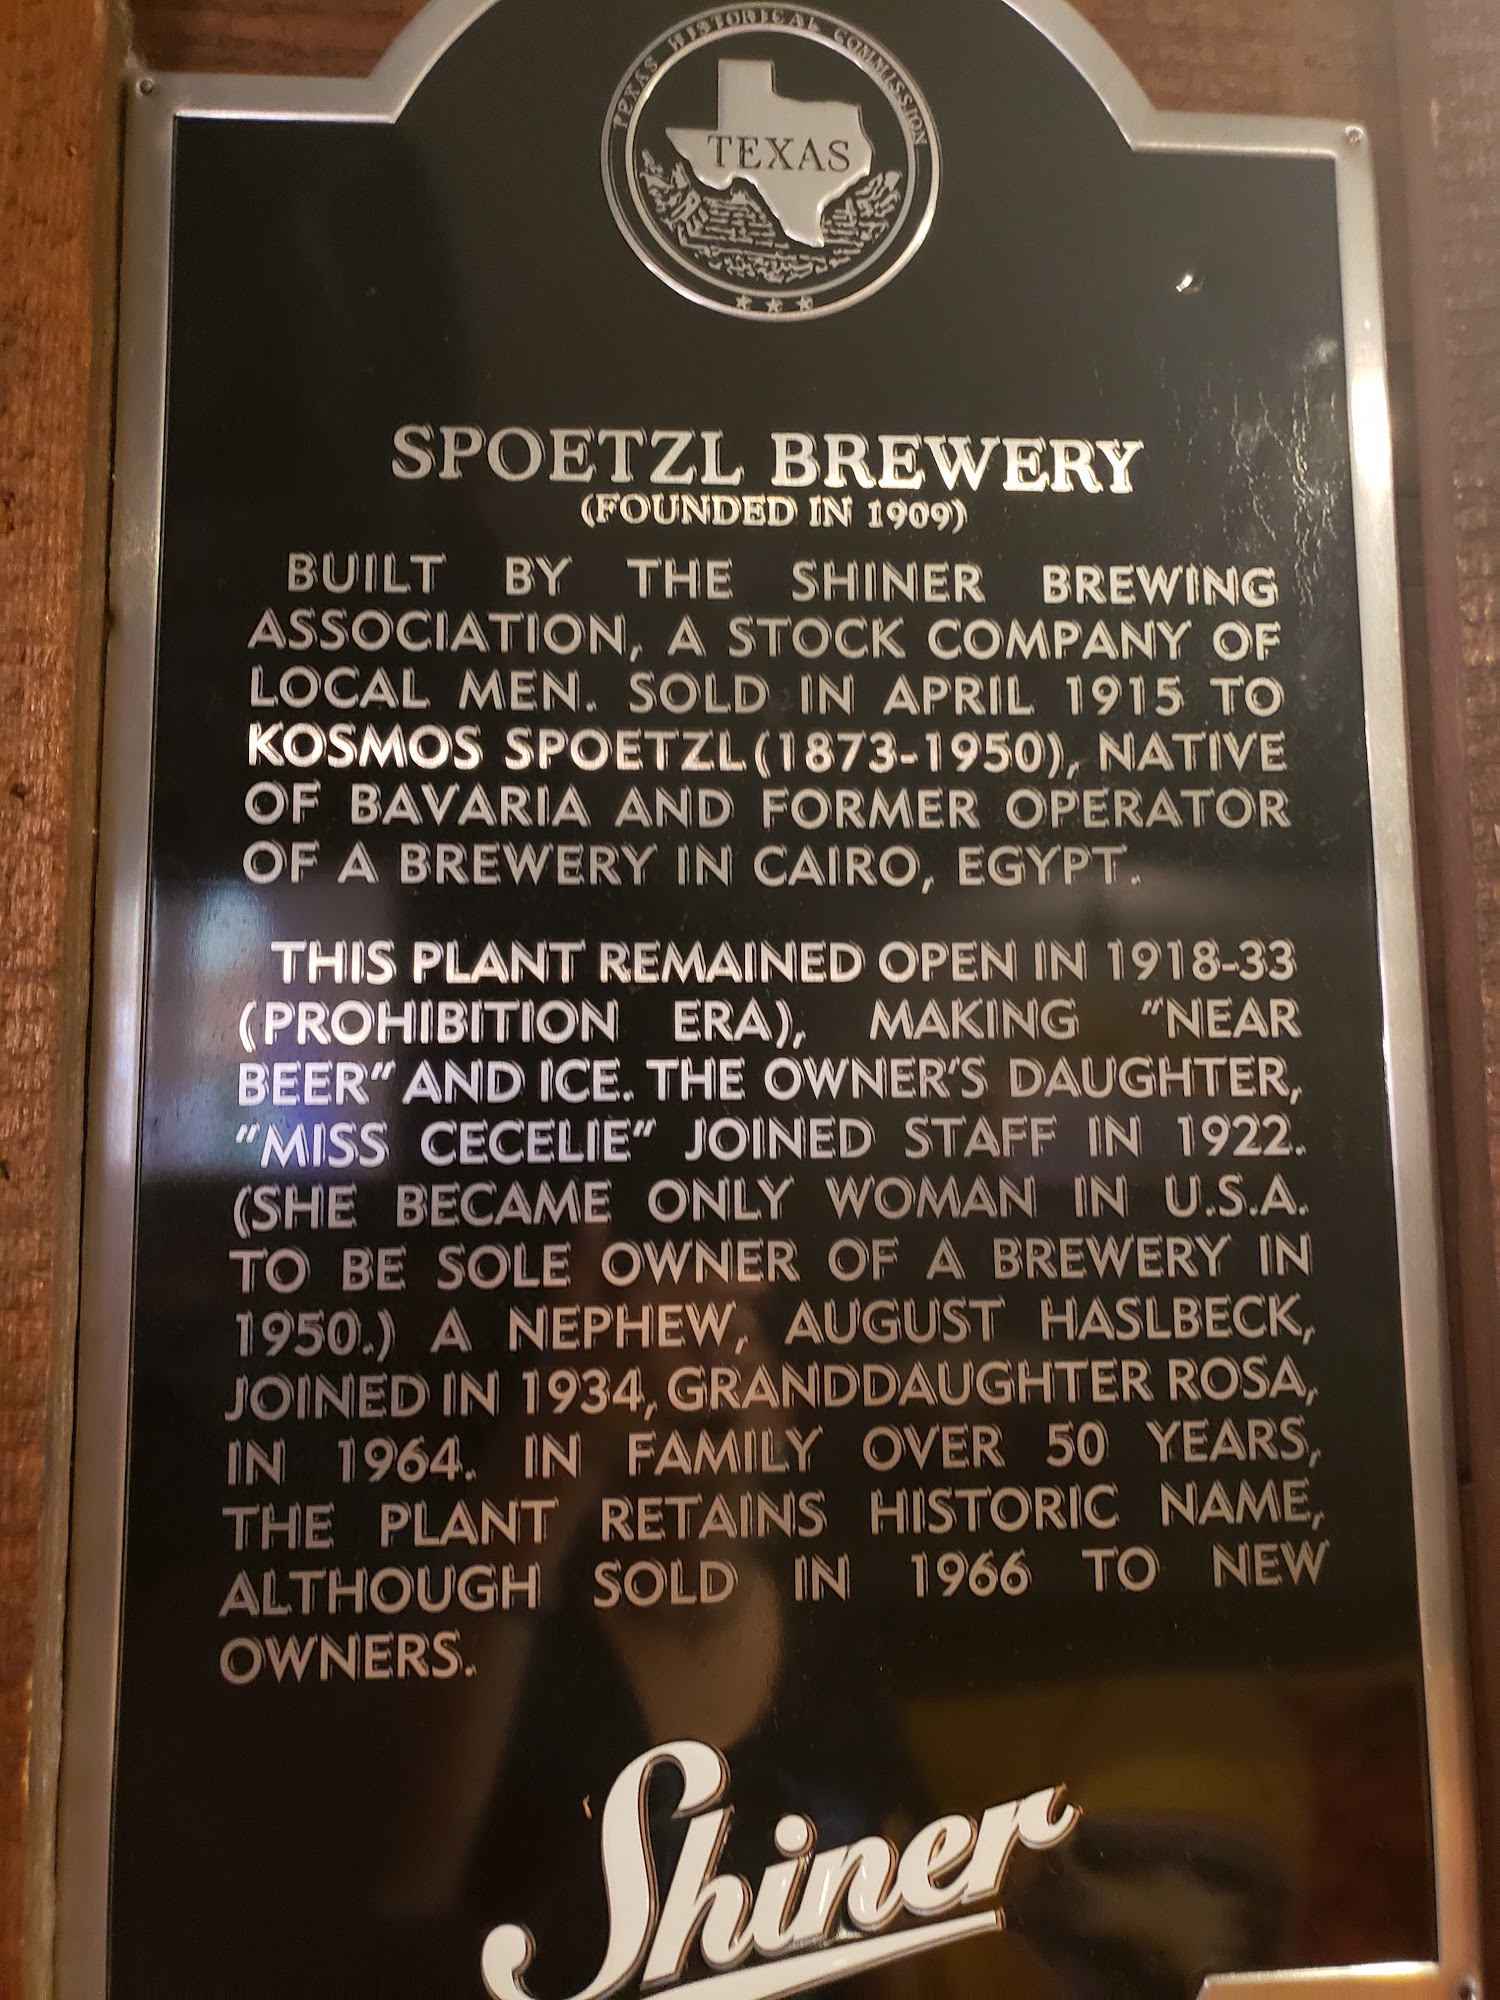 TEXAS HISTORICAL COMMISSION
TEXAS
SPOETZL BREWERY
(FOUNDED IN 1909)
BUILT BY THE SHINER BREWING
ASSOCIATION, A STOCK COMPANY OF
LOCAL MEN. SOLD IN APRIL 1915 TO
KOSMOS SPOETZL (1873-1950), NATIVE
OF BAVARIA AND FORMER OPERATOR
OF A BREWERY IN CAIRO, EGYPT.
THIS PLANT REMAINED OPEN IN 1918-33
(PROHIBITION ERA), MAKING "NEAR
BEER" AND ICE. THE OWNER'S DAUGHTER,
"MISS CECELIE" JOINED STAFF IN 1922.
(SHE BECAME ONLY WOMAN IN U.S.A.
TO BE SOLE OWNER OF A BREWERY IN
1950.) A NEPHEW, AUGUST HASLBECK,
JOINED IN 1934, GRANDDAUGHTER ROSA,
IN 1964. IN FAMILY OVER 50 YEARS,
THE PLANT RETAINS HISTORIC NAME,
ALTHOUGH SOLD IN 1966 TO NEW
OWNERS.
Shiner